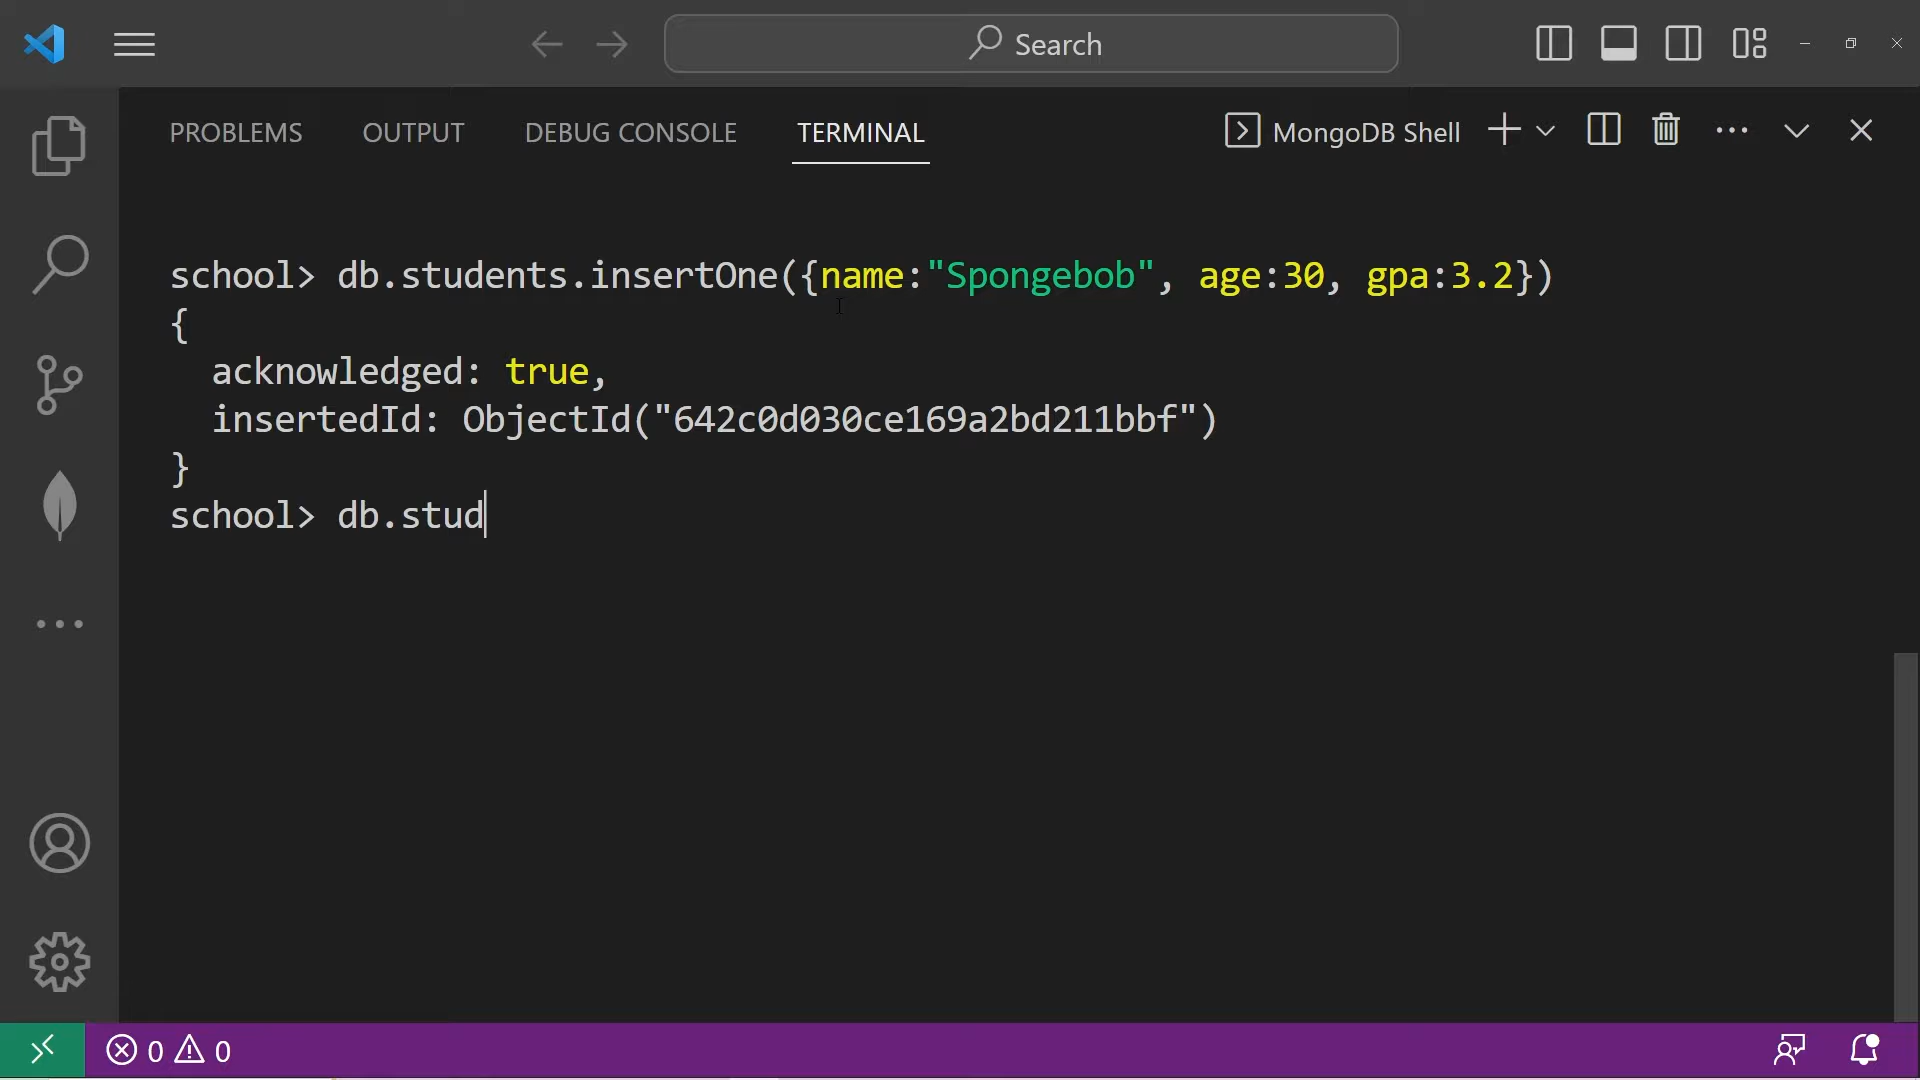 Search
PROBLEMS OUTPUT DEBUG CONSOLE TERMINAL MongoDB Shell
school> db.students.insertOne({name:"Spongebob", age:30, gpa:3.2})
{
  acknowledged: true,
  insertedId: ObjectId("642c0d030ce169a2bd211bbf")
}
school> db.stud
0 0